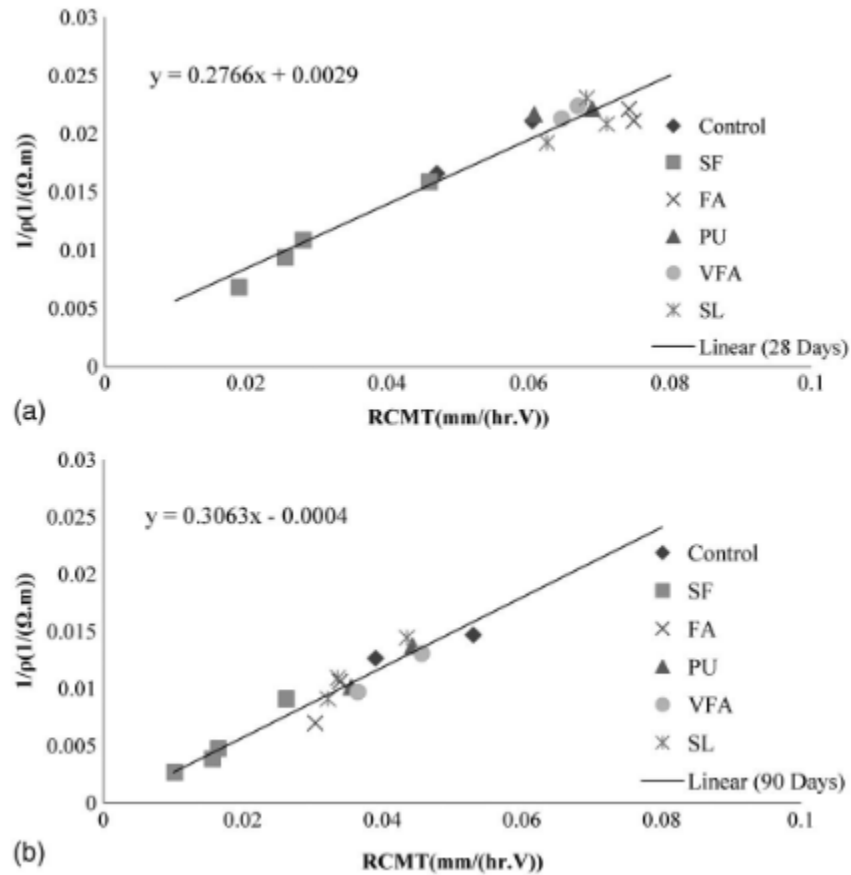 0.03
y = 0.2766x + 0.0029
0.025
0.02
0.015
0.01
0.005
0
1/ρ(1/(Ω.m))
Control
SF
FA
PU
VFA
SL
Linear (28 Days)
0 0.02 0.04 0.06 0.08 0.1
(a)
RCMT(mm/(hr.V))
0.03
y = 0.3063x - 0.0004
0.025
0.02
0.015
0.01
0.005
0
1/ρ(1/(Ω.m))
Control
SF
FA
PU
VFA
SL
Linear (90 Days)
0 0.02 0.04 0.06 0.08 0.1
(b)
RCMT(mm/(hr.V))